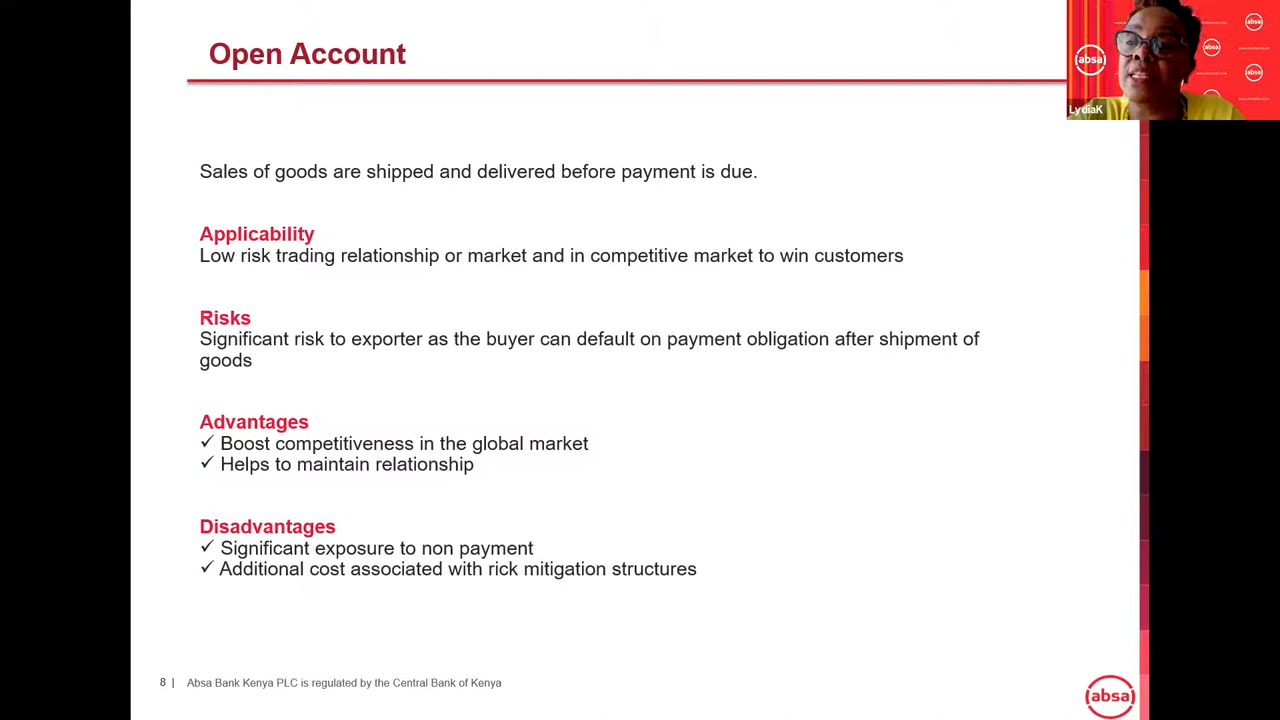 Open Account
absa
absa
absa
absa
LydiaK
Sales of goods are shipped and delivered before payment is due.
Applicability
Low risk trading relationship or market and in competitive market to win customers
Risks
Significant risk to exporter as the buyer can default on payment obligation after shipment of
goods
Advantages
✓ Boost competitiveness in the global market
✓ Helps to maintain relationship
Disadvantages
✓ Significant exposure to non payment
✓ Additional cost associated with rick mitigation structures
8 | Absa Bank Kenya PLC is regulated by the Central Bank of Kenya
absa